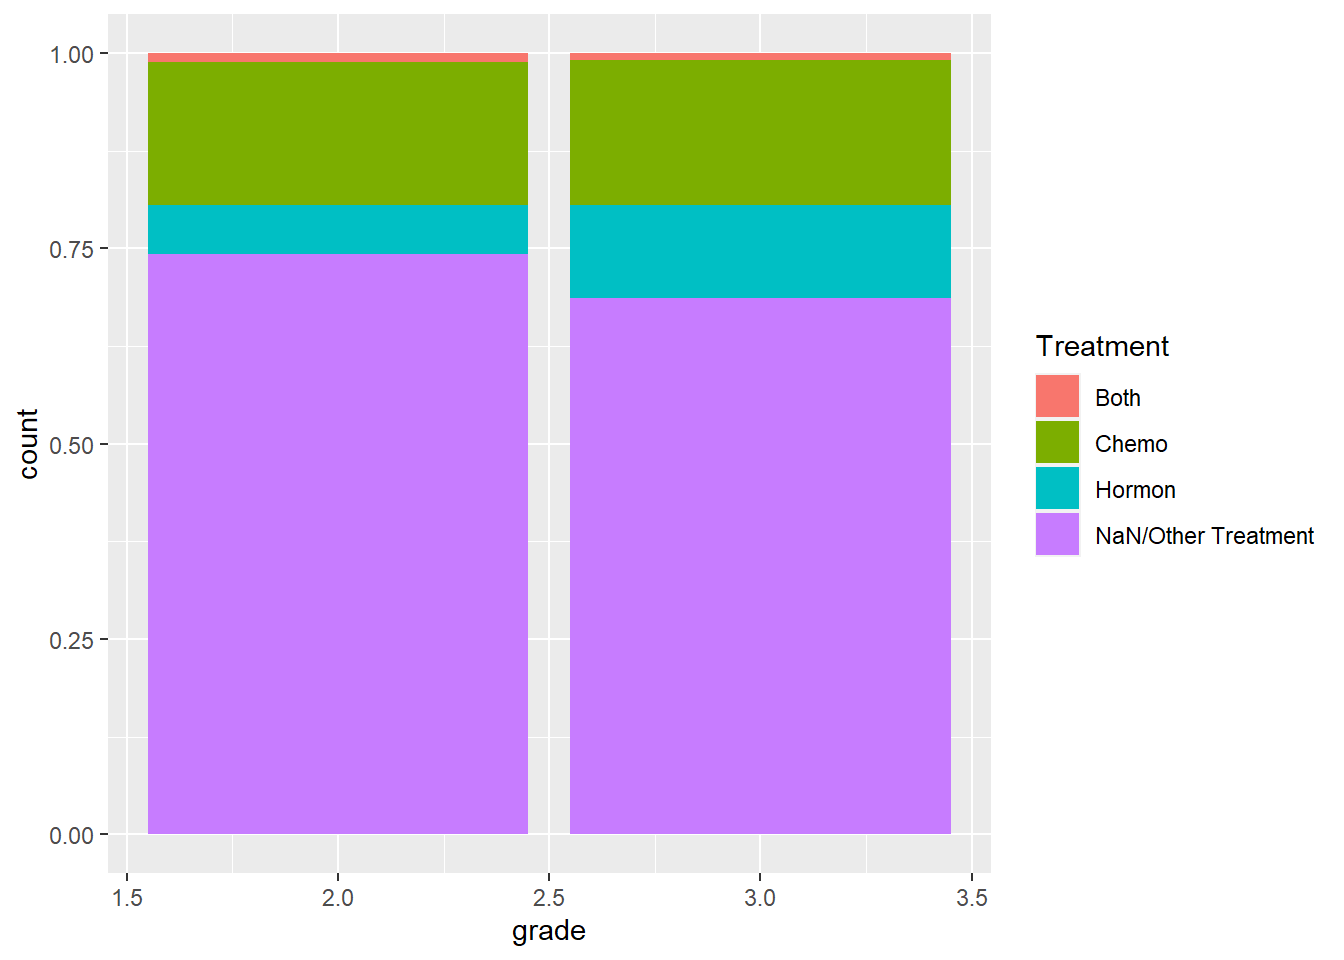 1.00
0.75
0.50
0.25
0.00
count
1.5 2.0 2.5 3.0 3.5
grade
Treatment
Both
Chemo
Hormon
NaN/Other Treatment